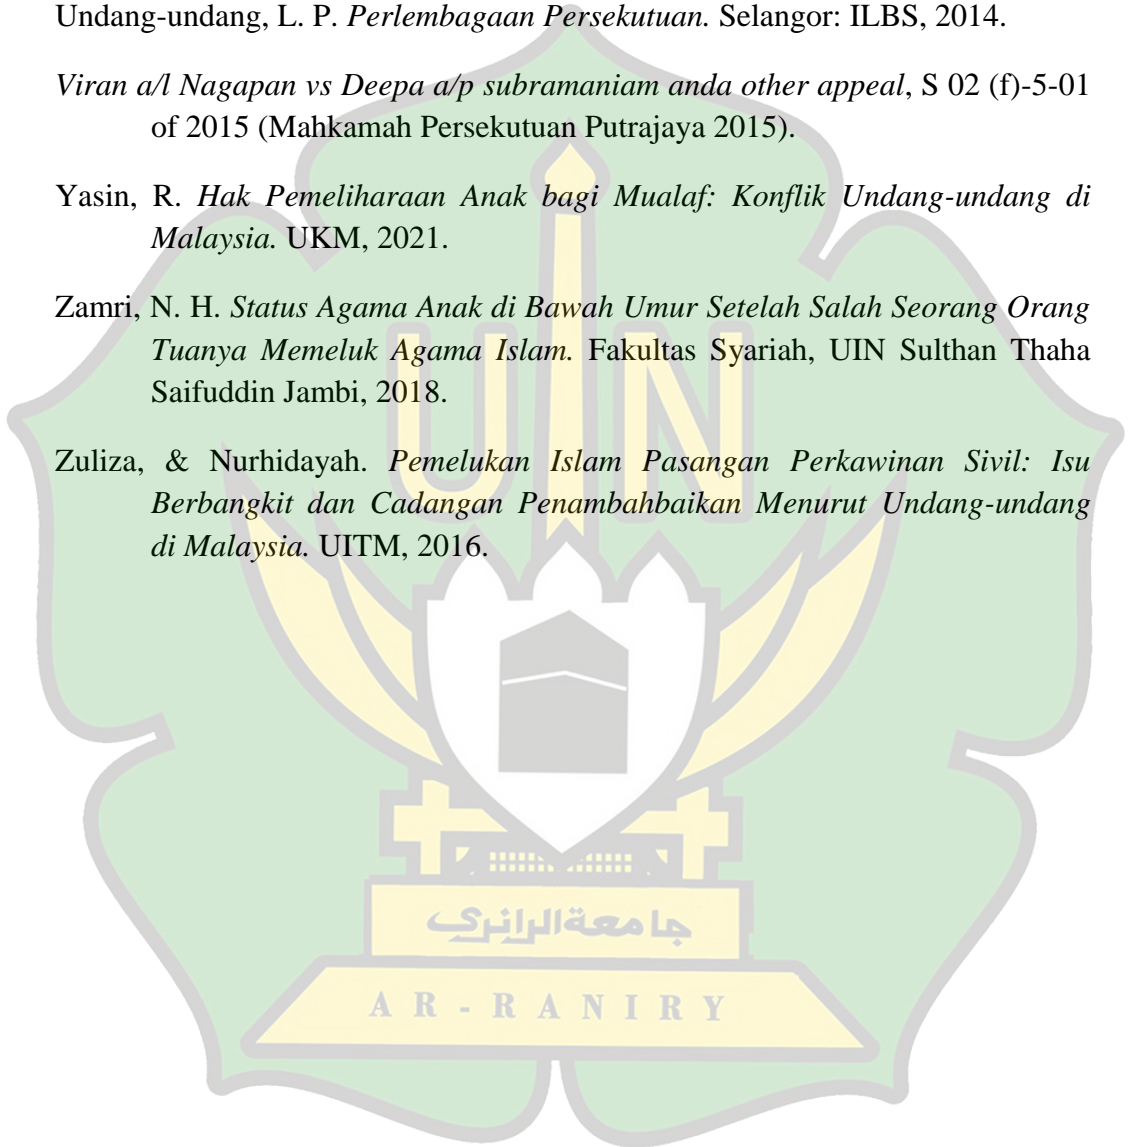 Undang-undang, L. P. Perlembagaan Persekutuan. Selangor: ILBS, 2014.
Viran a/l Nagapan vs Deepa a/p subramaniam anda other appeal, S 02 (f)-5-01
of 2015 (Mahkamah Persekutuan Putrajaya 2015).
Yasin, R. Hak Pemeliharaan Anak bagi Mualaf: Konflik Undang-undang di
Malaysia. UKM, 2021.
Zamri, N. H. Status Agama Anak di Bawah Umur Setelah Salah Seorang Orang
Tuanya Memeluk Agama Islam. Fakultas Syariah, UIN Sulthan Thaha
Saifuddin Jambi, 2018.
Zuliza, & Nurhidayah. Pemelukan Islam Pasangan Perkawinan Sivil: Isu
Berbangkit dan Cadangan Penambahbaikan Menurut Undang-undang
di Malaysia. UITM, 2016.
UIN
جامعة الرانري
AR-RANIRY